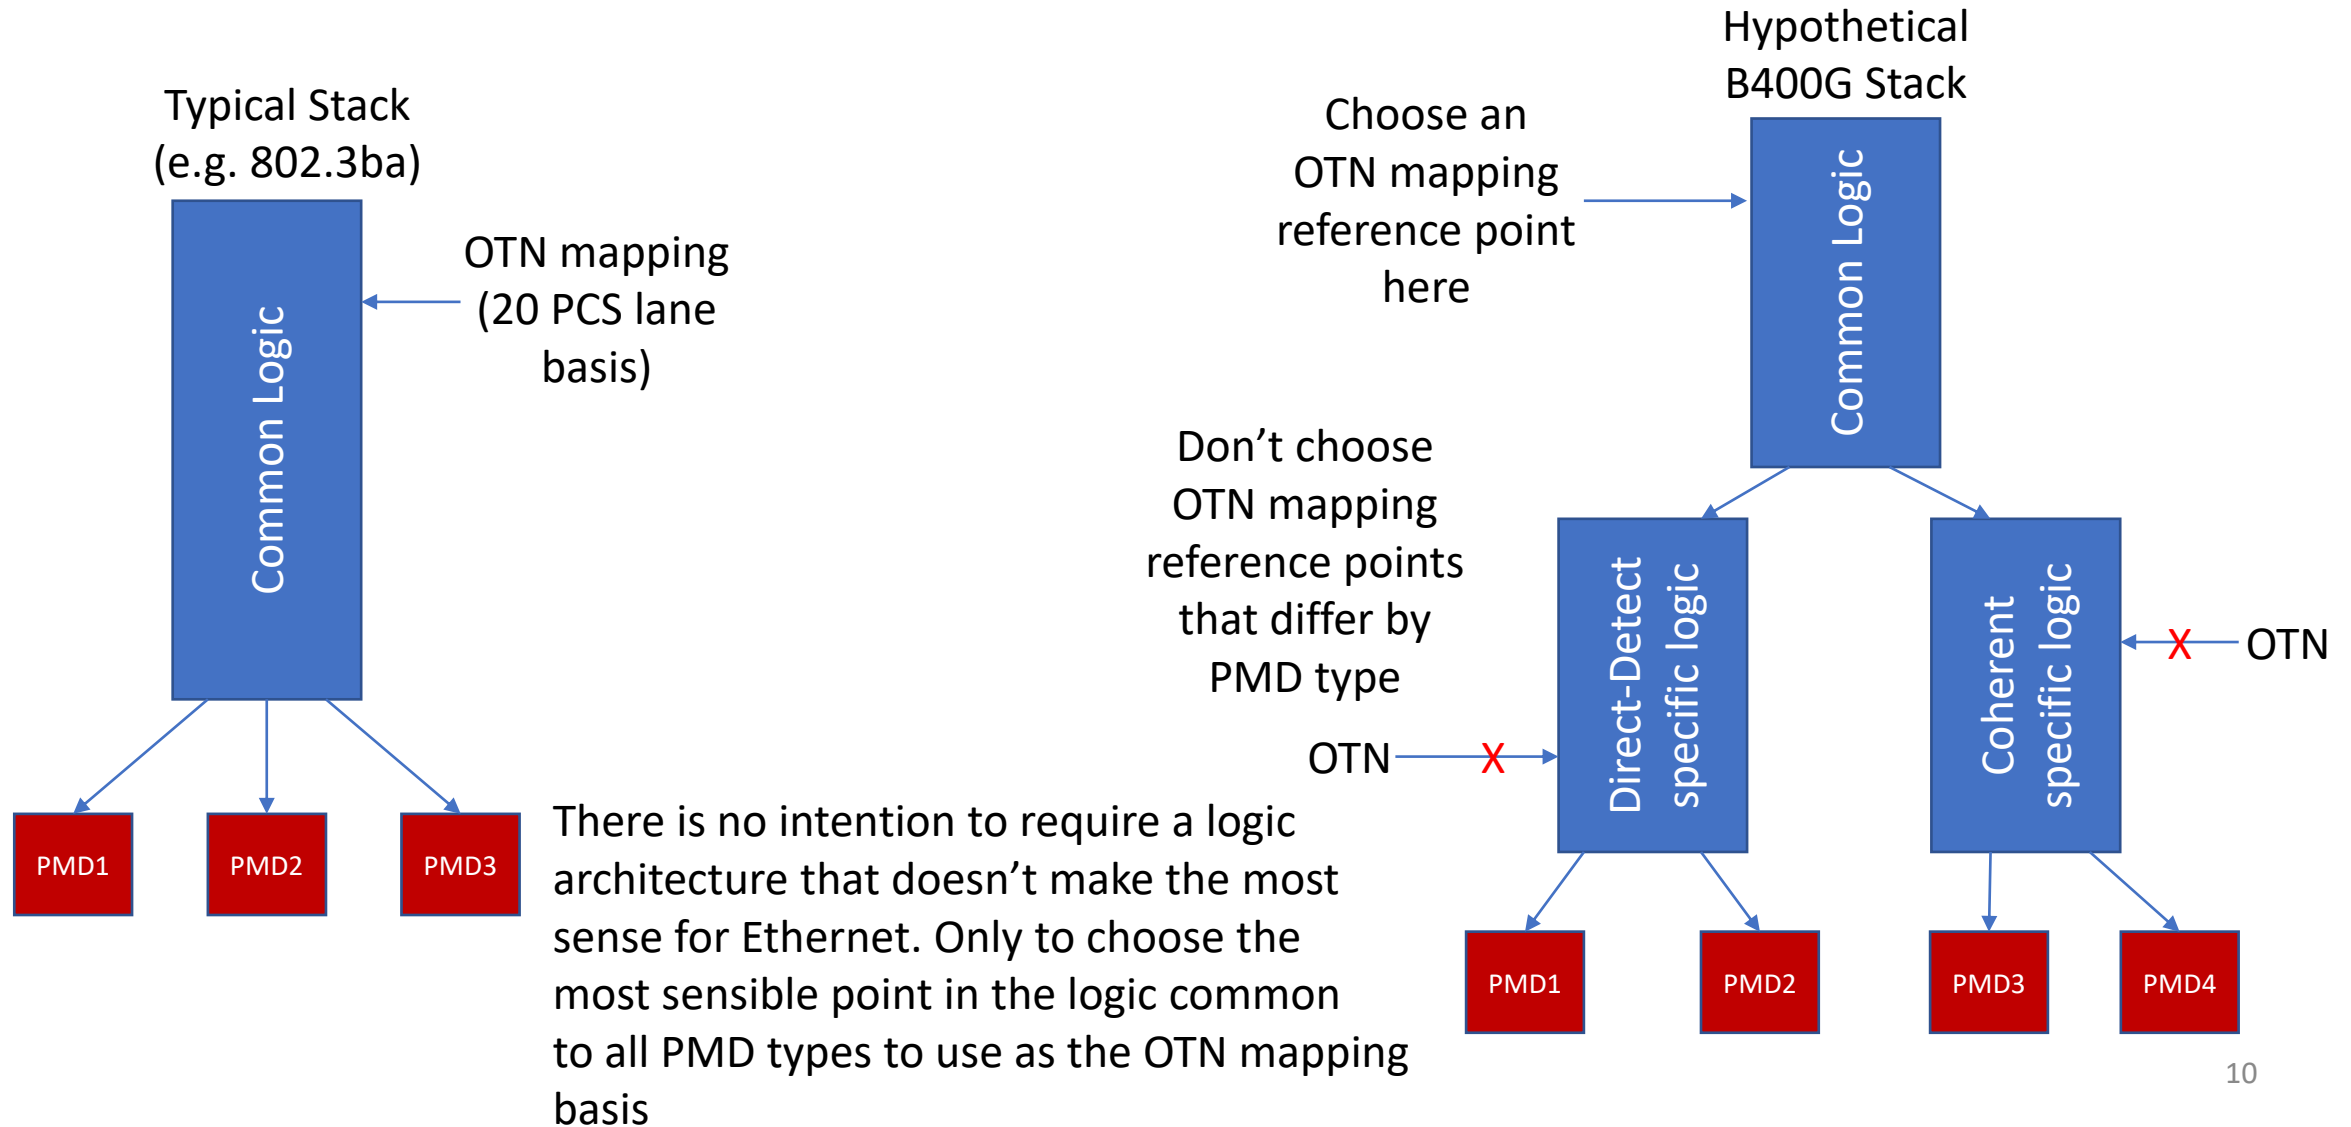 Typical Stack
(e.g. 802.3ba)
Common Logic
OTN mapping
(20 PCS lane
basis)
PMD1
PMD2
PMD3
There is no intention to require a logic
architecture that doesn’t make the most
sense for Ethernet. Only to choose the
most sensible point in the logic common
to all PMD types to use as the OTN mapping
basis
Hypothetical
B400G Stack
Choose an
OTN mapping
reference point
here
Common Logic
Don’t choose
OTN mapping
reference points
that differ by
PMD type
OTN
X
Direct-Detect
specific logic
Coherent
specific logic
X
OTN
PMD1
PMD2
PMD3
PMD4
10